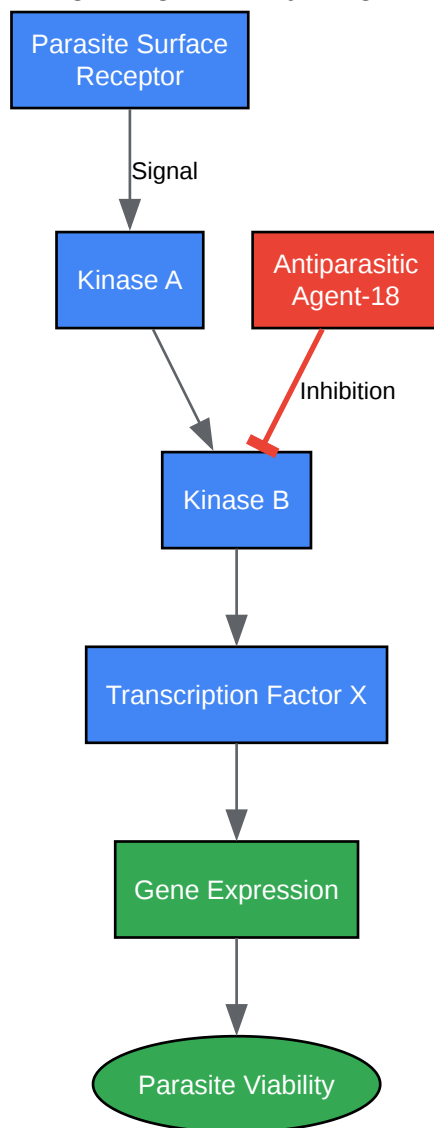 Parasite Surface
Receptor
Signal
Kinase A
Antiparasitic
Agent-18
Inhibition
Kinase B
Transcription Factor X
Gene Expression
Parasite Viability